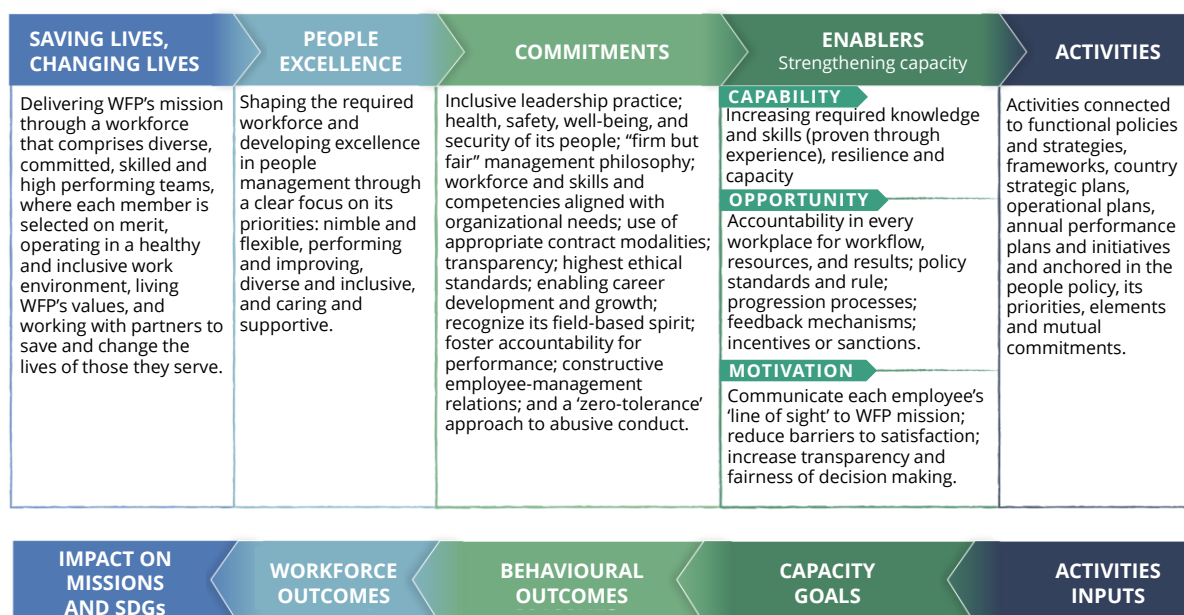 SAVING LIVES,
CHANGING LIVES
Delivering WFP's mission
through a workforce
that comprises diverse,
committed, skilled and
high performing teams,
where each member is
selected on merit,
operating in a healthy
and inclusive work
environment, living
WFP's values, and
working with partners to
save and change the
lives of those they serve.
PEOPLE
EXCELLENCE
Shaping the required
workforce and
developing excellence
in people
management through
a clear focus on its
priorities: nimble and
flexible, performing
and improving,
diverse and inclusive,
and caring and
supportive.
COMMITMENTS
Inclusive leadership practice;
health, safety, well-being, and
security of its people; “firm but
fair” management philosophy;
workforce and skills and
competencies aligned with
organizational needs; use of
appropriate contract modalities;
transparency; highest ethical
standards; enabling career
development and growth;
recognize its field-based spirit;
foster accountability for
performance; constructive
employee-management
relations; and a ‘zero-tolerance’
approach to abusive conduct.
ENABLERS
Strengthening capacity
CAPABILITY
Increasing required knowledge
and skills (proven through
experience), resilience and
capacity
OPPORTUNITY
Accountability in every
workplace for workflow,
resources, and results; policy
standards and rule;
progression processes;
feedback mechanisms;
incentives or sanctions.
MOTIVATION
Communicate each employee’s
‘line of sight’ to WFP mission;
reduce barriers to satisfaction;
increase transparency and
fairness of decision making.
ACTIVITIES
Activities connected
to functional policies
and strategies,
frameworks, country
strategic plans,
operational plans,
annual performance
plans and initiatives
and anchored in the
people policy, its
priorities, elements
and mutual
commitments.
IMPACT ON
MISSIONS
AND SDGs
WORKFORCE
OUTCOMES
BEHAVIOURAL
OUTCOMES
CAPACITY
GOALS
ACTIVITIES
INPUTS